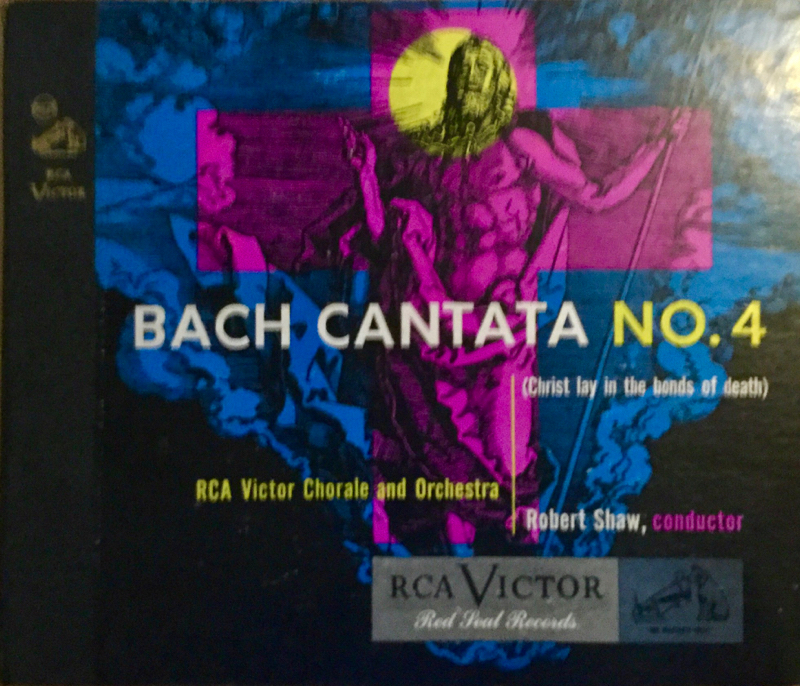 RCA
VICTOR
BACH CANTATA NO. 4
(Christ lay in the bonds of death)
RCA Victor Chorale and Orchestra
Robert Shaw, conductor
RCA VICTOR
Red Seal Records